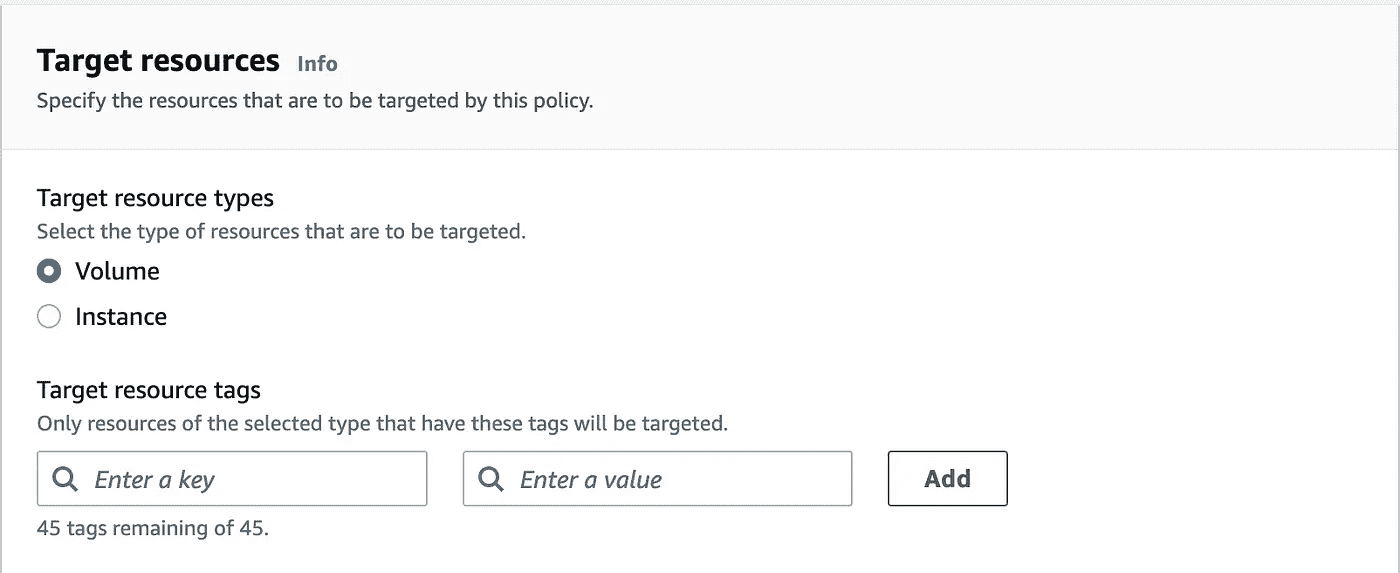 Target resources Info
Specify the resources that are to be targeted by this policy.
Target resource types
Select the type of resources that are to be targeted.
Volume
Instance
Target resource tags
Only resources of the selected type that have these tags will be targeted.
Enter a key Enter a value Add
45 tags remaining of 45.